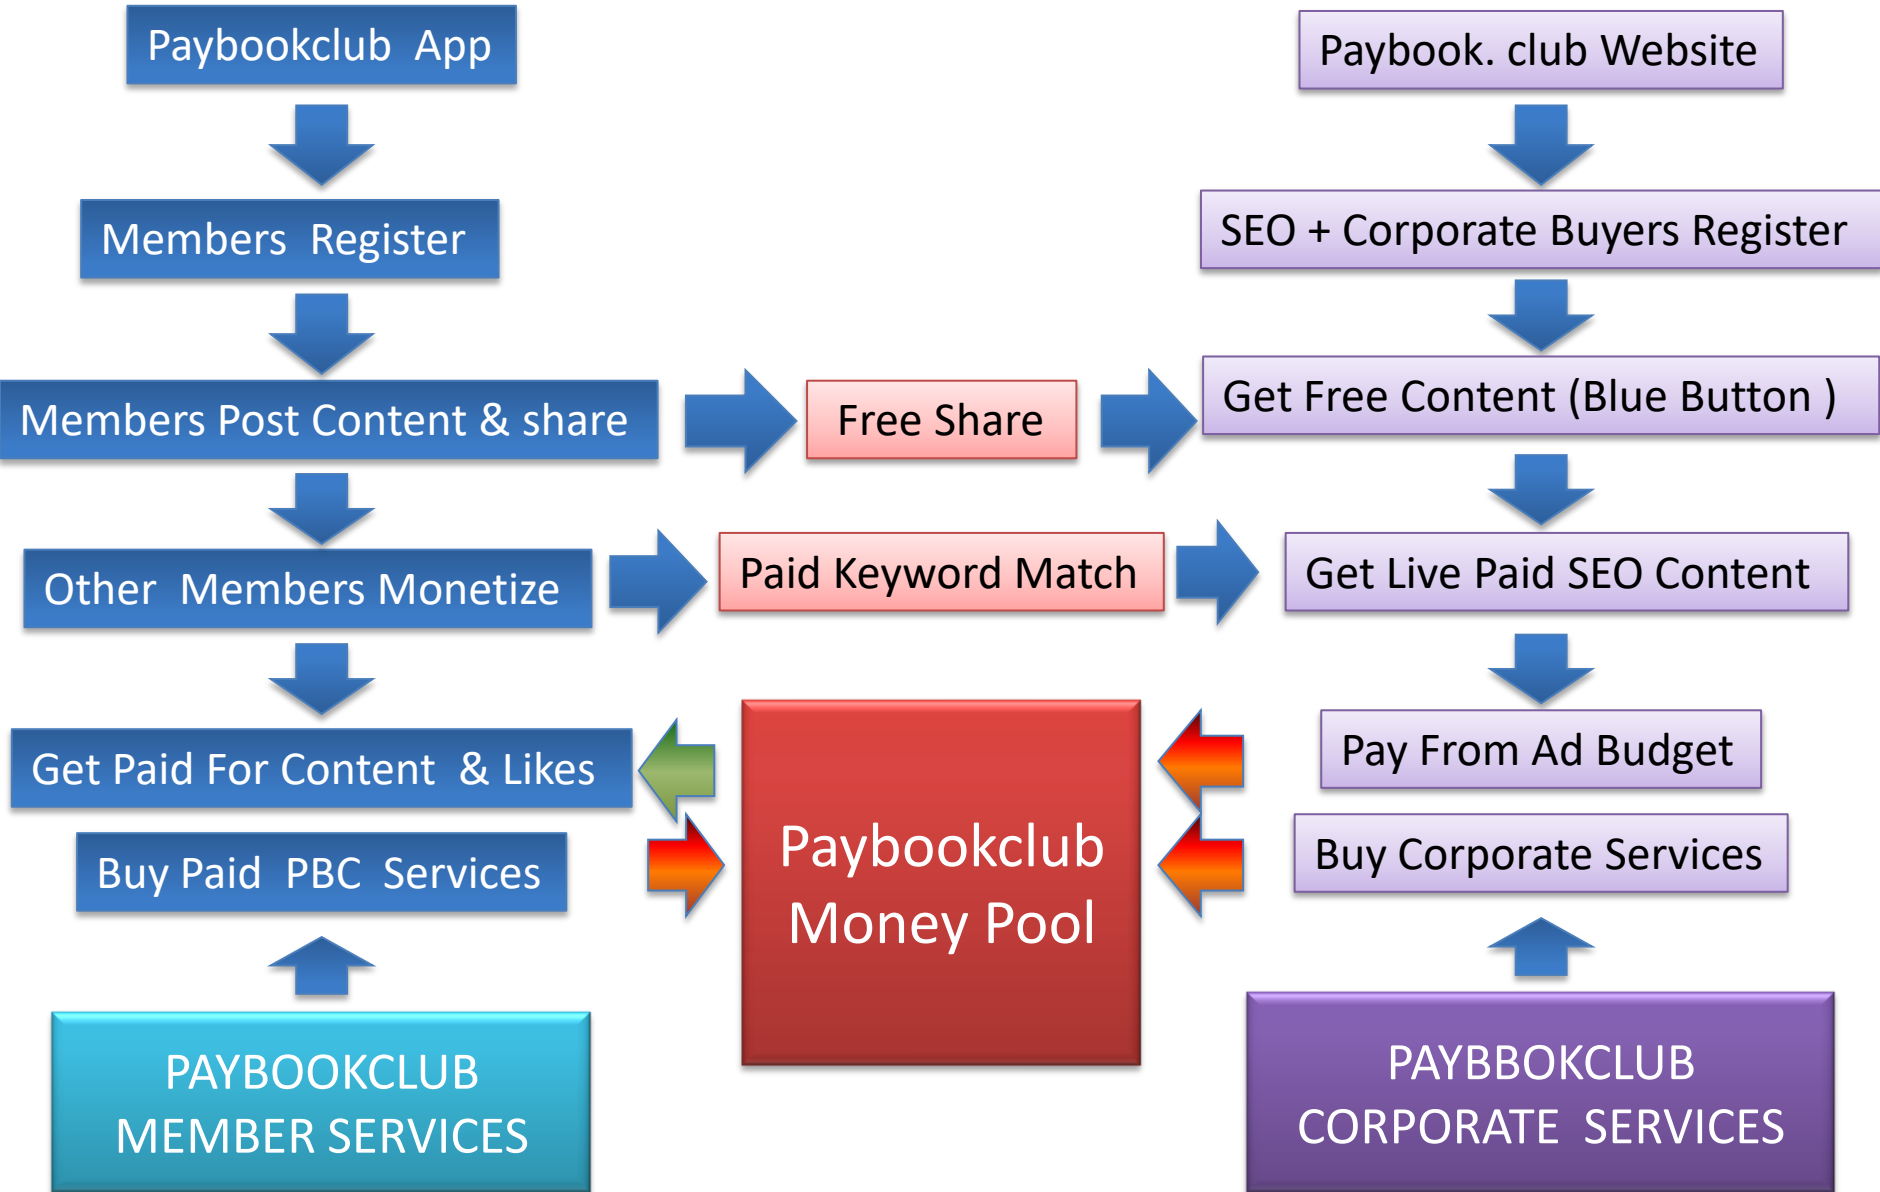 Paybookclub App
Paybook. club Website
Members Register
SEO + Corporate Buyers Register
Members Post Content & share
Free Share
Get Free Content (Blue Button )
Other Members Monetize
Paid Keyword Match
Get Live Paid SEO Content
Get Paid For Content & Likes
Pay From Ad Budget
Buy Paid PBC Services
Paybookclub
Money Pool
Buy Corporate Services
PAYBOOKCLUB
MEMBER SERVICES
PAYBBOKCLUB
CORPORATE SERVICES